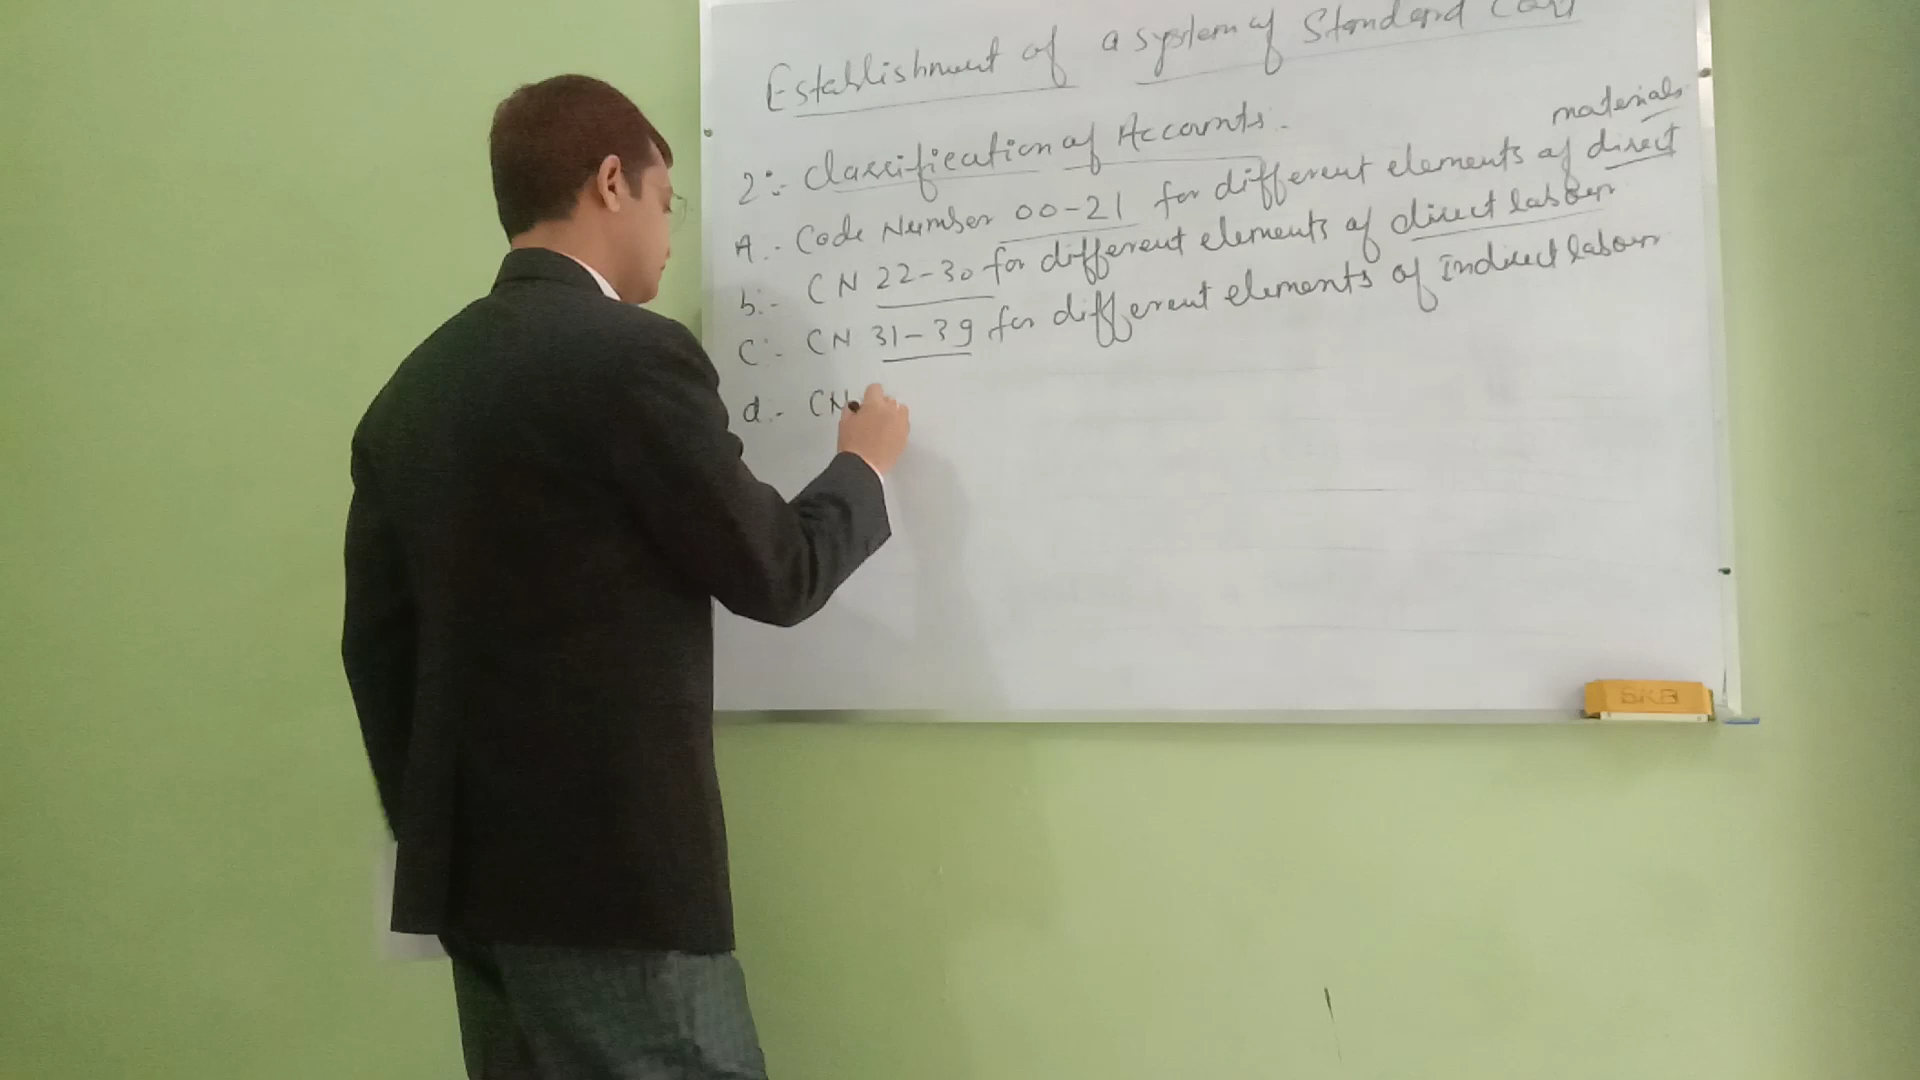 Establishment of a system of Standard Cost
2:- Classification of Accounts.
A.- Code Number 00-21 for different elements of direct materials
b:- CN 22-30 for different elements of direct labour
C:- CN 31-39 for different elements of Indirect labour
d.- CN
SKB